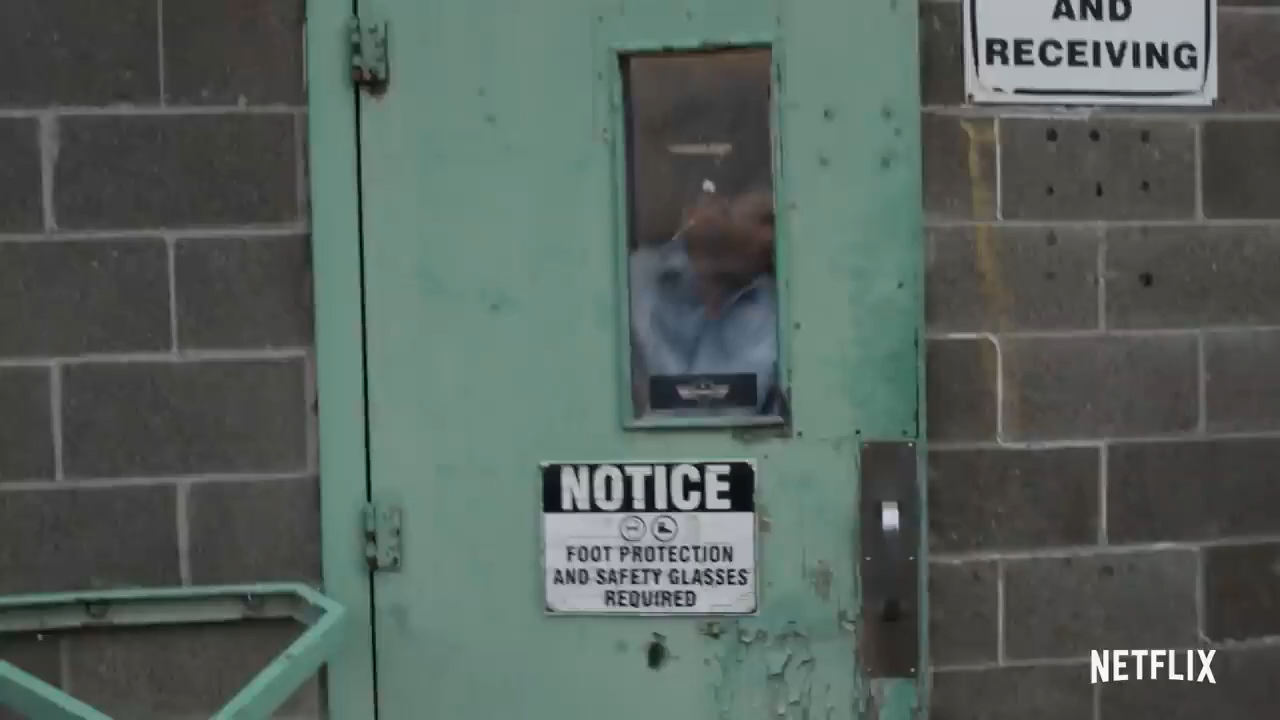 AND
RECEIVING
NOTICE
FOOT PROTECTION
AND SAFETY GLASSES
REQUIRED
NETFLIX